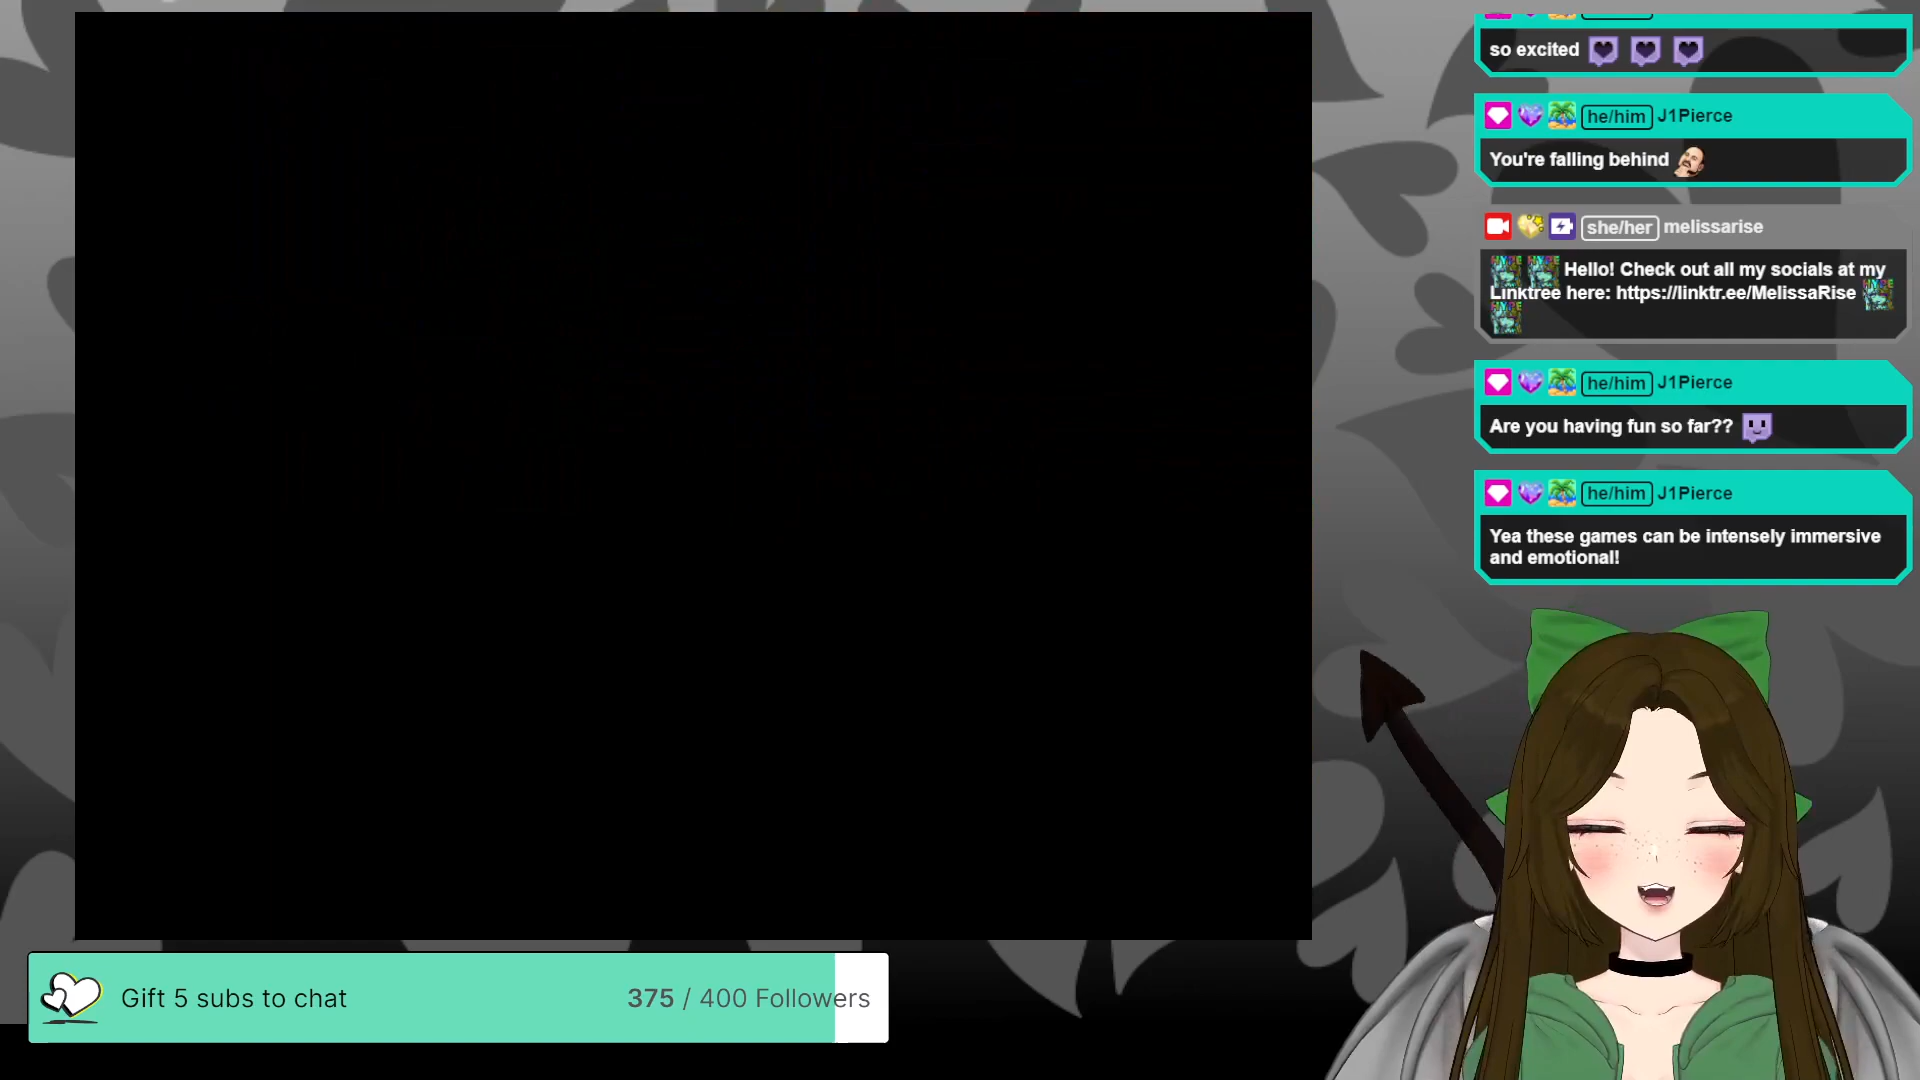 so excited
he/him J1Pierce
You're falling behind
she/her melissarise
Hello! Check out all my socials at my
Linktree here: https://linktr.ee/MelissaRise
he/him J1Pierce
Are you having fun so far??
he/him J1Pierce
Yea these games can be intensely immersive
and emotional!
Gift 5 subs to chat 375 / 400 Followers